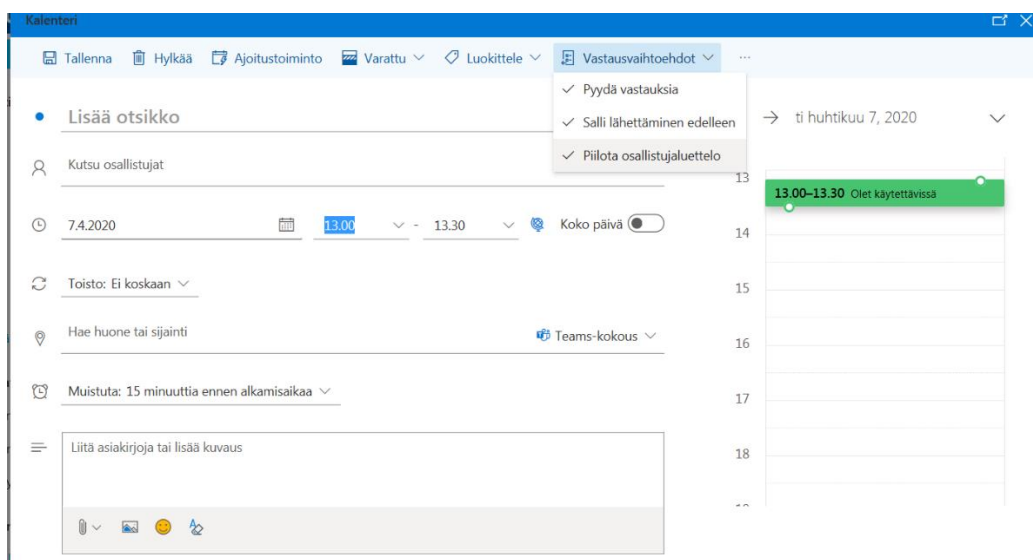 Kalenteri
Tallenna Hylkää Ajoitustoiminto Varattu Luokittele Vastausvaihtoehdot ...
Pyydä vastauksia
Salli lähettäminen edelleen
Piilota osallistujaluettelo
Lisää otsikko
Kutsu osallistujat
7.4.2020 13.00 - 13.30 Koko päivä
Toisto: Ei koskaan
Hae huone tai sijainti Teams-kokous
Muistuta: 15 minuuttia ennen alkamisaikaa
Liitä asiakirjoja tai lisää kuvaus
ti huhtikuu 7, 2020
13
13.00–13.30 Olet käytettävissä
14
15
16
17
18